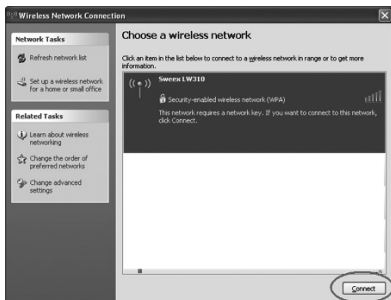 Wireless Network Connection
Network Tasks
Refresh network list
Set up a wireless network
for a home or small office
Related Tasks
Learn about wireless
networking
Change the order of
preferred networks
Change advanced
settings
Choose a wireless network
Click an item in the list below to connect to a wireless network in range or to get more
information.
Sweex LW310
Security-enabled wireless network (WPA)
This network requires a network key. If you want to connect to this network,
click Connect.
Connect